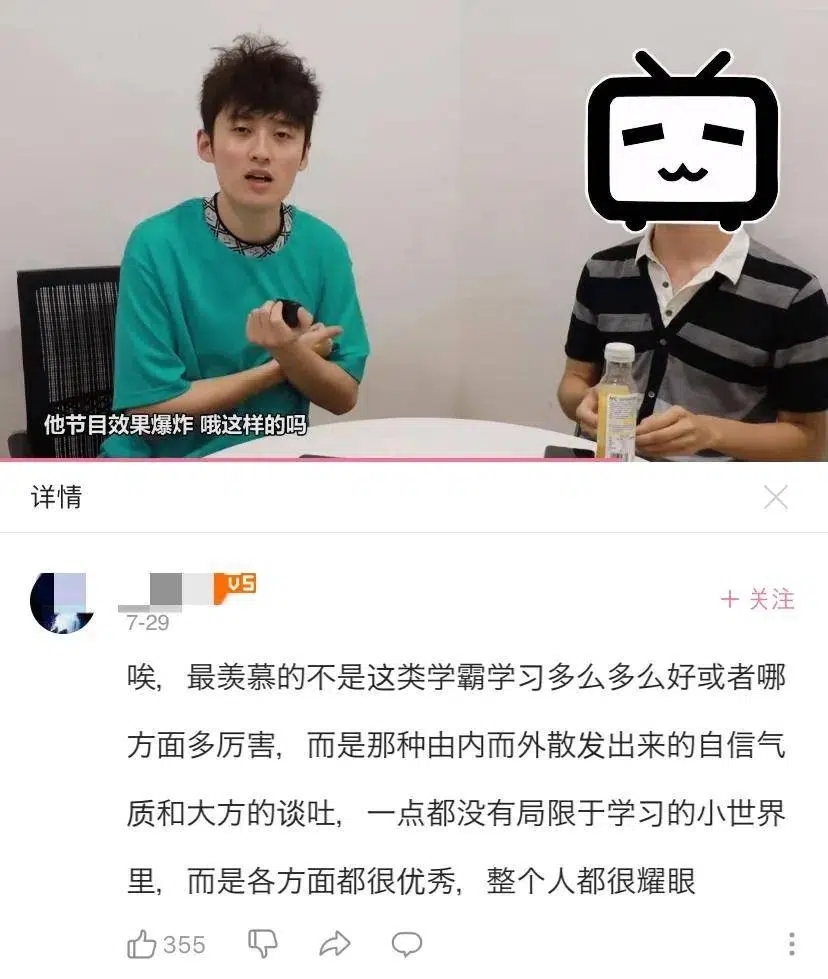 他节目效果爆炸 哦这样的吗
详情
V5
7-29
+ 关注
唉，最羡慕的不是这类学霸学习多么多么好或者哪
方面多厉害，而是那种由内而外散发出来的自信气
质和大方的谈吐，一点都没有局限于学习的小世界
里，而是各方面都很优秀，整个人都很耀眼
355